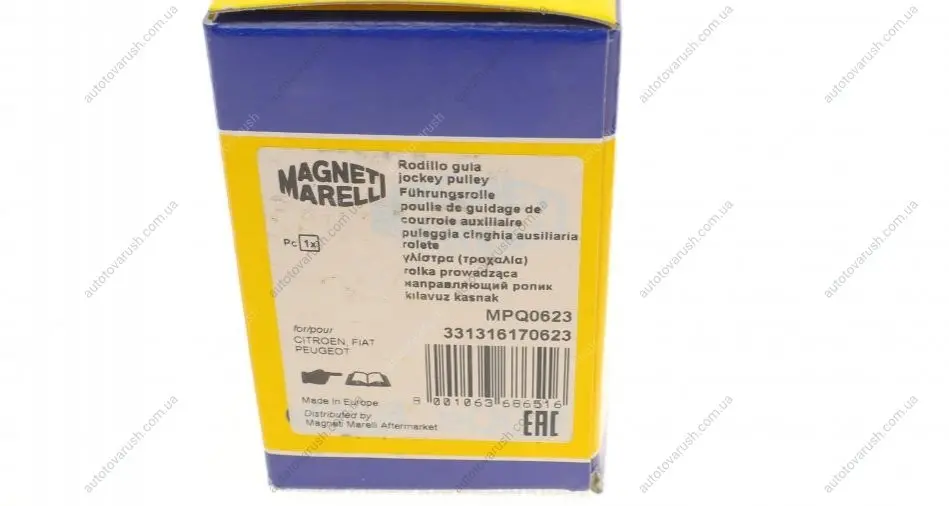 MAGNETI
MARELLI
Rodillo guia
jockey pulley
Führungsrolle
poulie de guidage de
courroie auxiliaire
puleggia cinghia ausiliaria
rolete
γλίστρα (τροχαλία)
rolka prowadząca
направляющий ролик
kılavuz kasnak
Pc 1x
MPQ0623
331316170623
for/pour
CITROEN, FIAT
PEUGEOT
8 001063 686516
Made in Europe
Distributed by
Magneti Marelli Aftermarket
EAC
autotovarush.com.ua